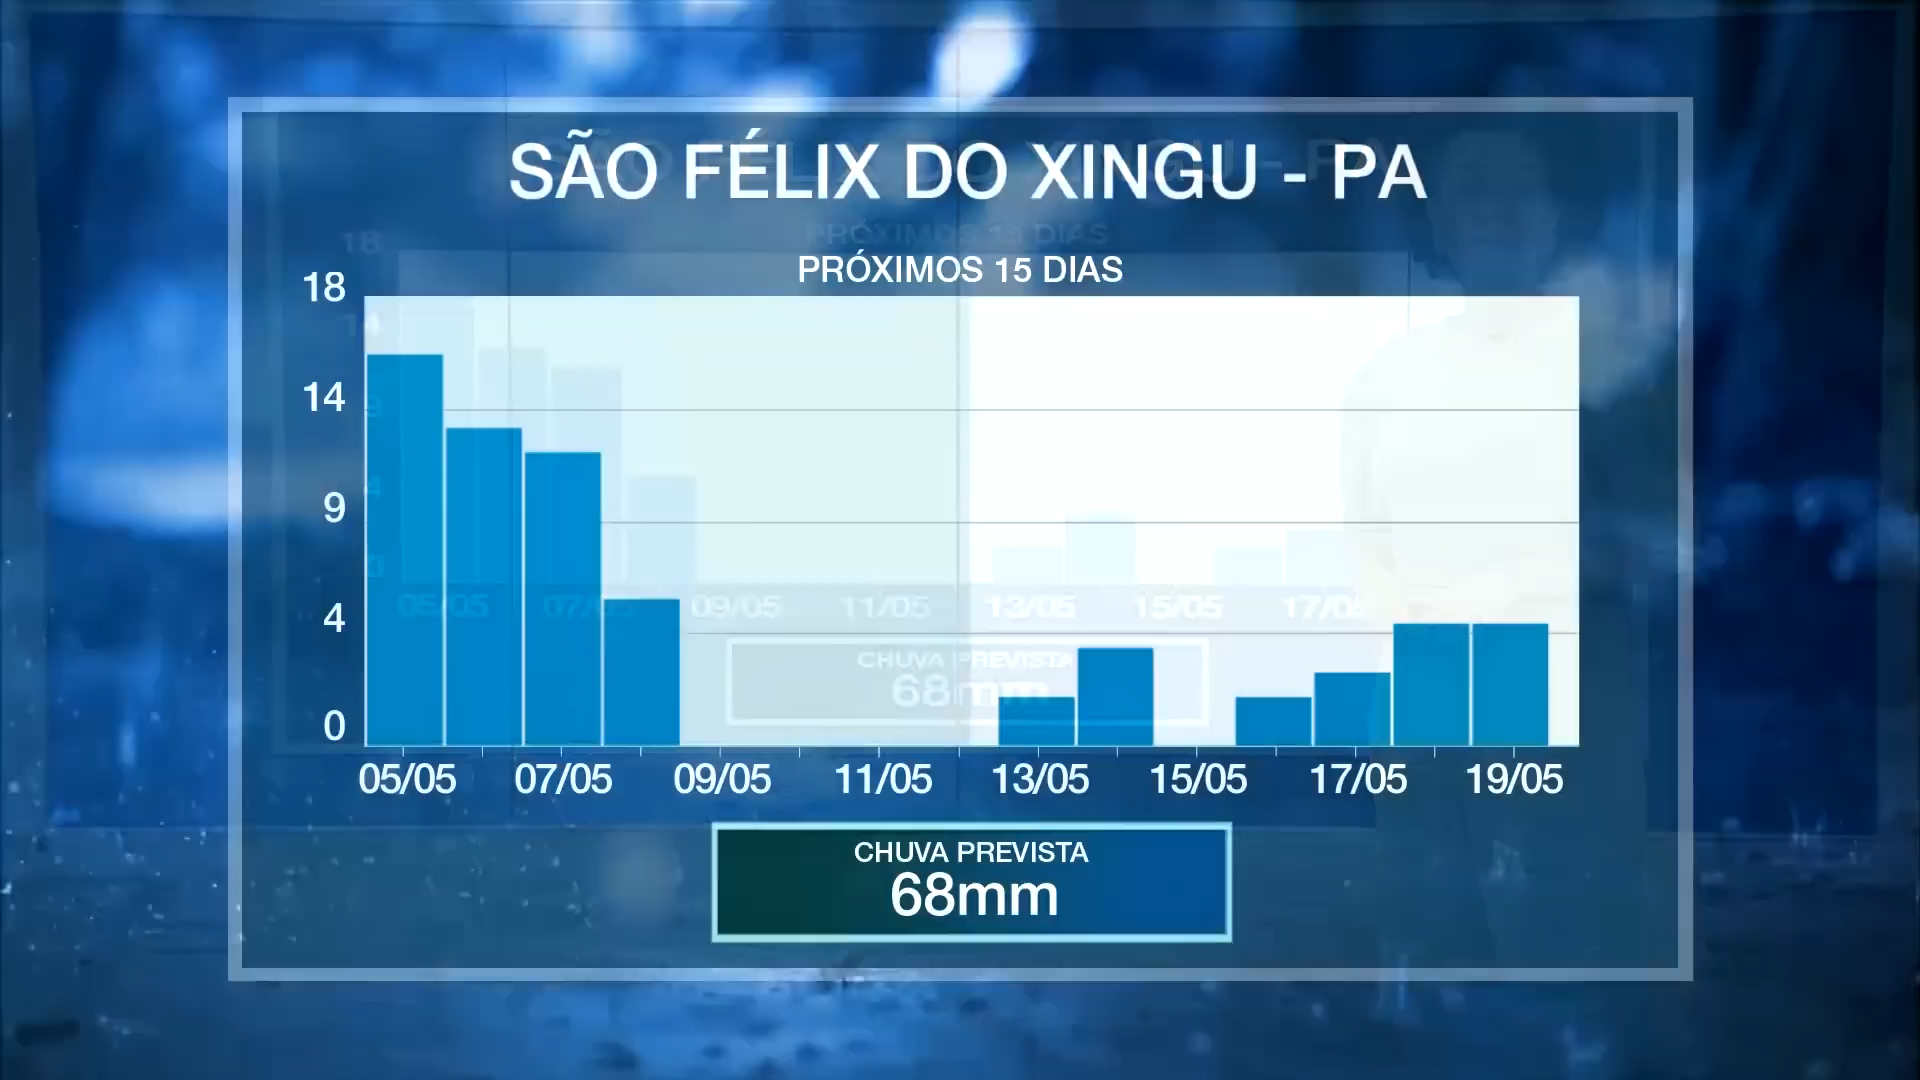 SÃO FÉLIX DO XINGU - PA
PRÓXIMOS 15 DIAS
18
14
9
4
0
05/05 07/05 09/05 11/05 13/05 15/05 17/05 19/05
CHUVA PREVISTA
68mm